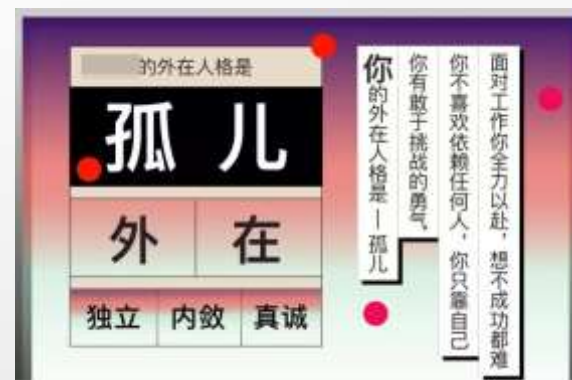 的外在人格是
孤儿
外在
独立 内敛 真诚
你的外在人格是—孤儿
你有敢于挑战的勇气
你不喜欢依赖任何人，你只靠自己
面对工作你全力以赴，想不成功都难